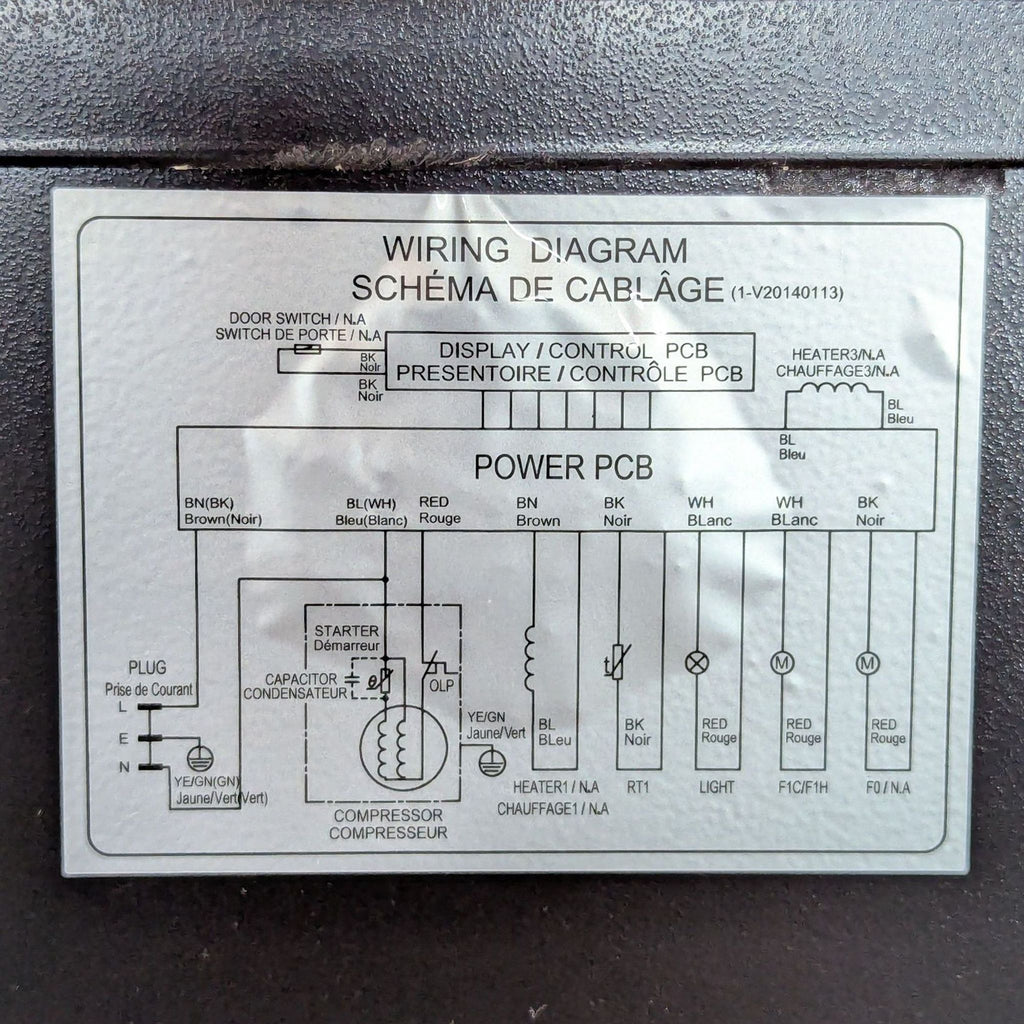 WIRING DIAGRAM
SCHÉMA DE CABLÂGE (1-V20140113)
DOOR SWITCH / N.A
SWITCH DE PORTE / N.A
BK
Noir
BK
Noir
DISPLAY / CONTROL PCB
PRESENTOIRE / CONTRÔLE PCB
HEATER3/N.A
CHAUFFAGE3/N.A
BL
Bleu
BL
Bleu
POWER PCB
BN(BK)
Brown(Noir)
BL(WH)
Bleu(Blanc)
RED
Rouge
BN
Brown
BK
Noir
WH
BLanc
WH
BLanc
BK
Noir
STARTER
Démarreur
CAPACITOR
CONDENSATEUR
θ
OLP
t
M
M
PLUG
Prise de Courant
L
E
N
YE/GN(GN)
Jaune/Vert(Vert)
YE/GN
Jaune/Vert
BL
BLeu
BK
Noir
RED
Rouge
RED
Rouge
RED
Rouge
COMPRESSOR
COMPRESSEUR
HEATER1 / N.A
CHAUFFAGE1 / N.A
RT1
LIGHT
F1C/F1H
F0 / N.A